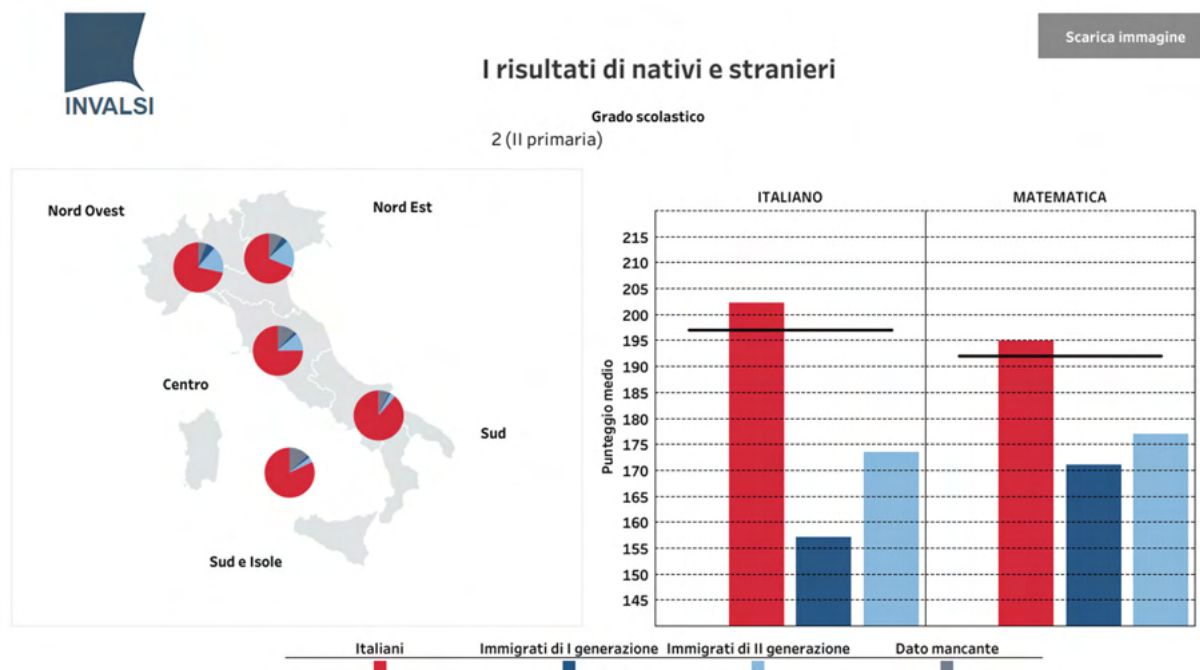 INVALSI
Scarica immagine
I risultati di nativi e stranieri
Grado scolastico
2 (II primaria)
Nord Ovest
Nord Est
Centro
Sud
Sud e Isole
ITALIANO
MATEMATICA
Punteggio medio
215
210
205
200
195
190
185
180
175
170
165
160
155
150
145
Italiani
Immigrati di I generazione
Immigrati di II generazione
Dato mancante